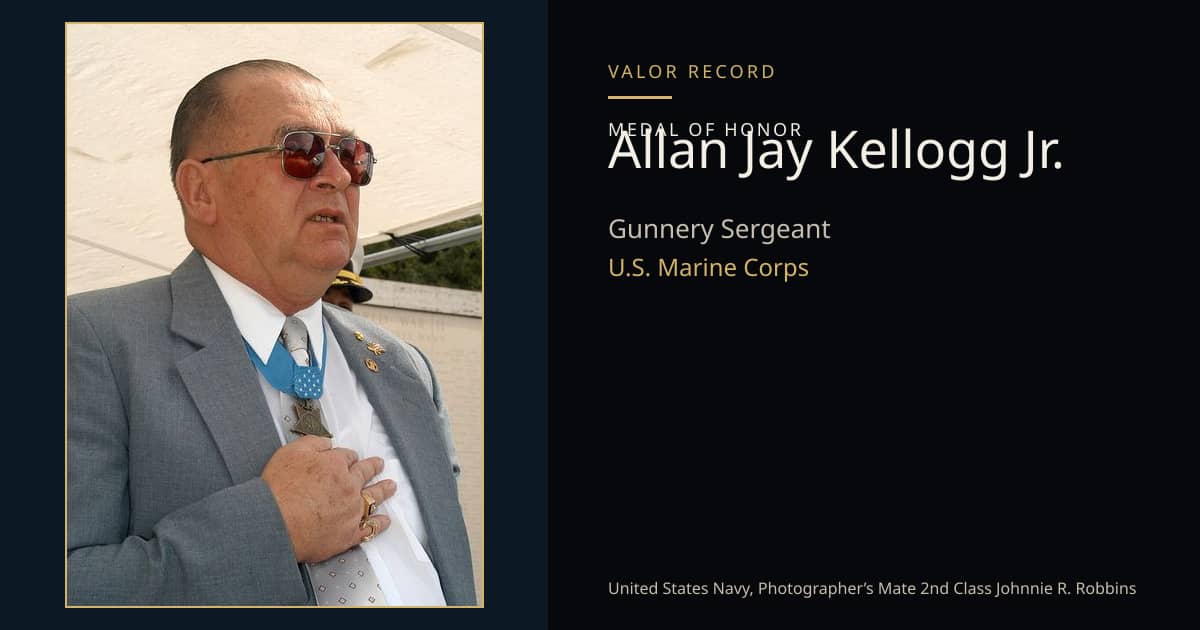 VALOR RECORD
MEDAL OF HONOR
Allan Jay Kellogg Jr.
Gunnery Sergeant
U.S. Marine Corps
United States Navy, Photographer’s Mate 2nd Class Johnnie R. Robbins